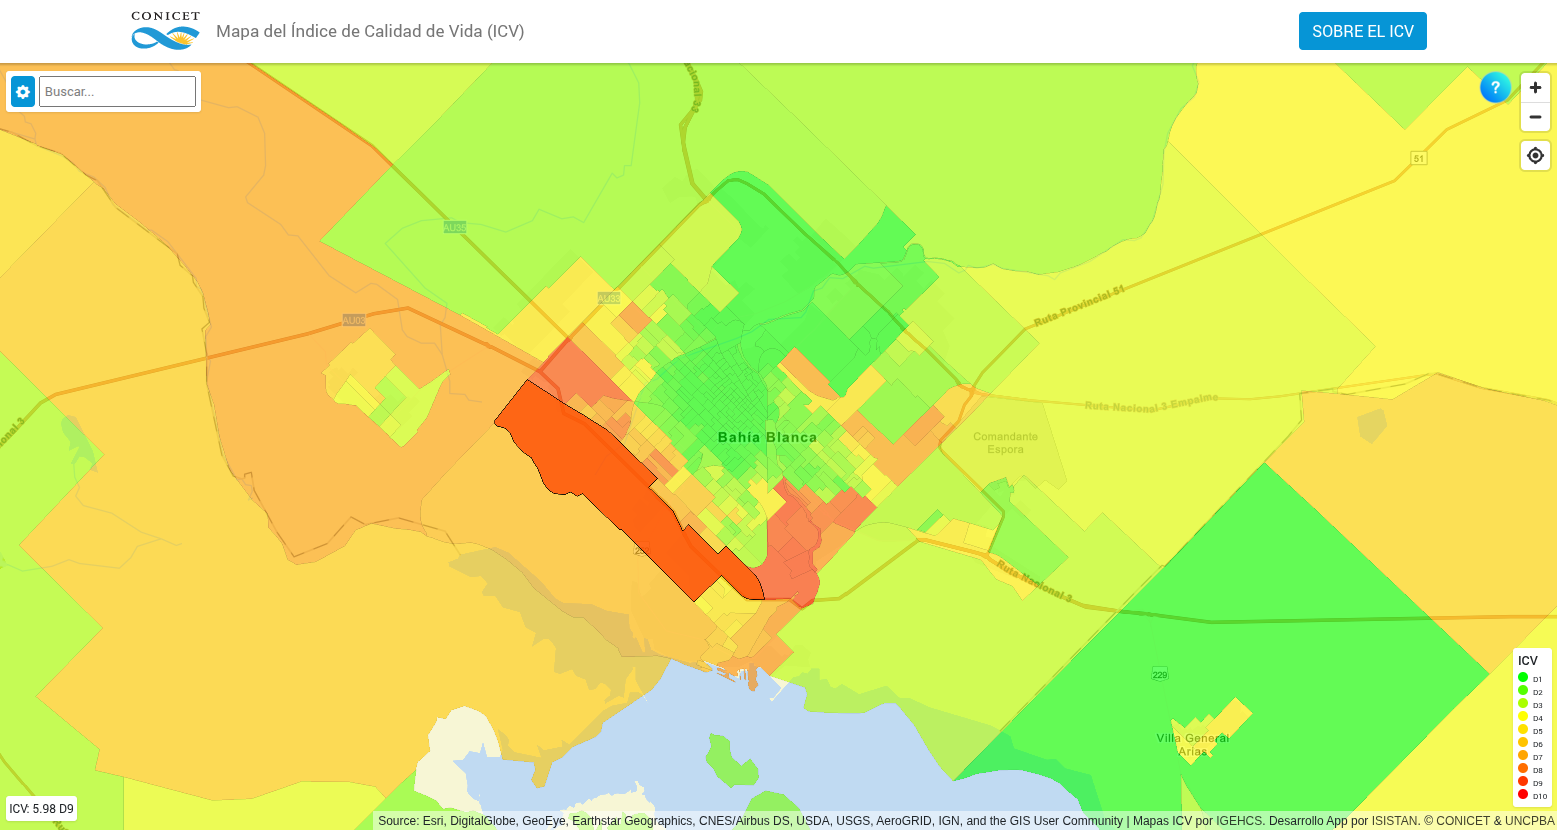 CONICET
Mapa del Índice de Calidad de Vida (ICV)
SOBRE EL ICV
Buscar...
?
+
−
51
AU33
AU33
AU03
Ruta Provincial 51
Ruta Nacional 3 Empalme
Bahía Blanca
Comandante
Espora
Ruta Nacional 3
229
Villa General
Arias
ICV
D1
D2
D3
D4
D5
D6
D7
D8
D9
D10
ICV: 5.98 D9
Source: Esri, DigitalGlobe, GeoEye, Earthstar Geographics, CNES/Airbus DS, USDA, USGS, AeroGRID, IGN, and the GIS User Community | Mapas ICV por IGEHCS. Desarrollo App por ISISTAN. © CONICET & UNCPBA